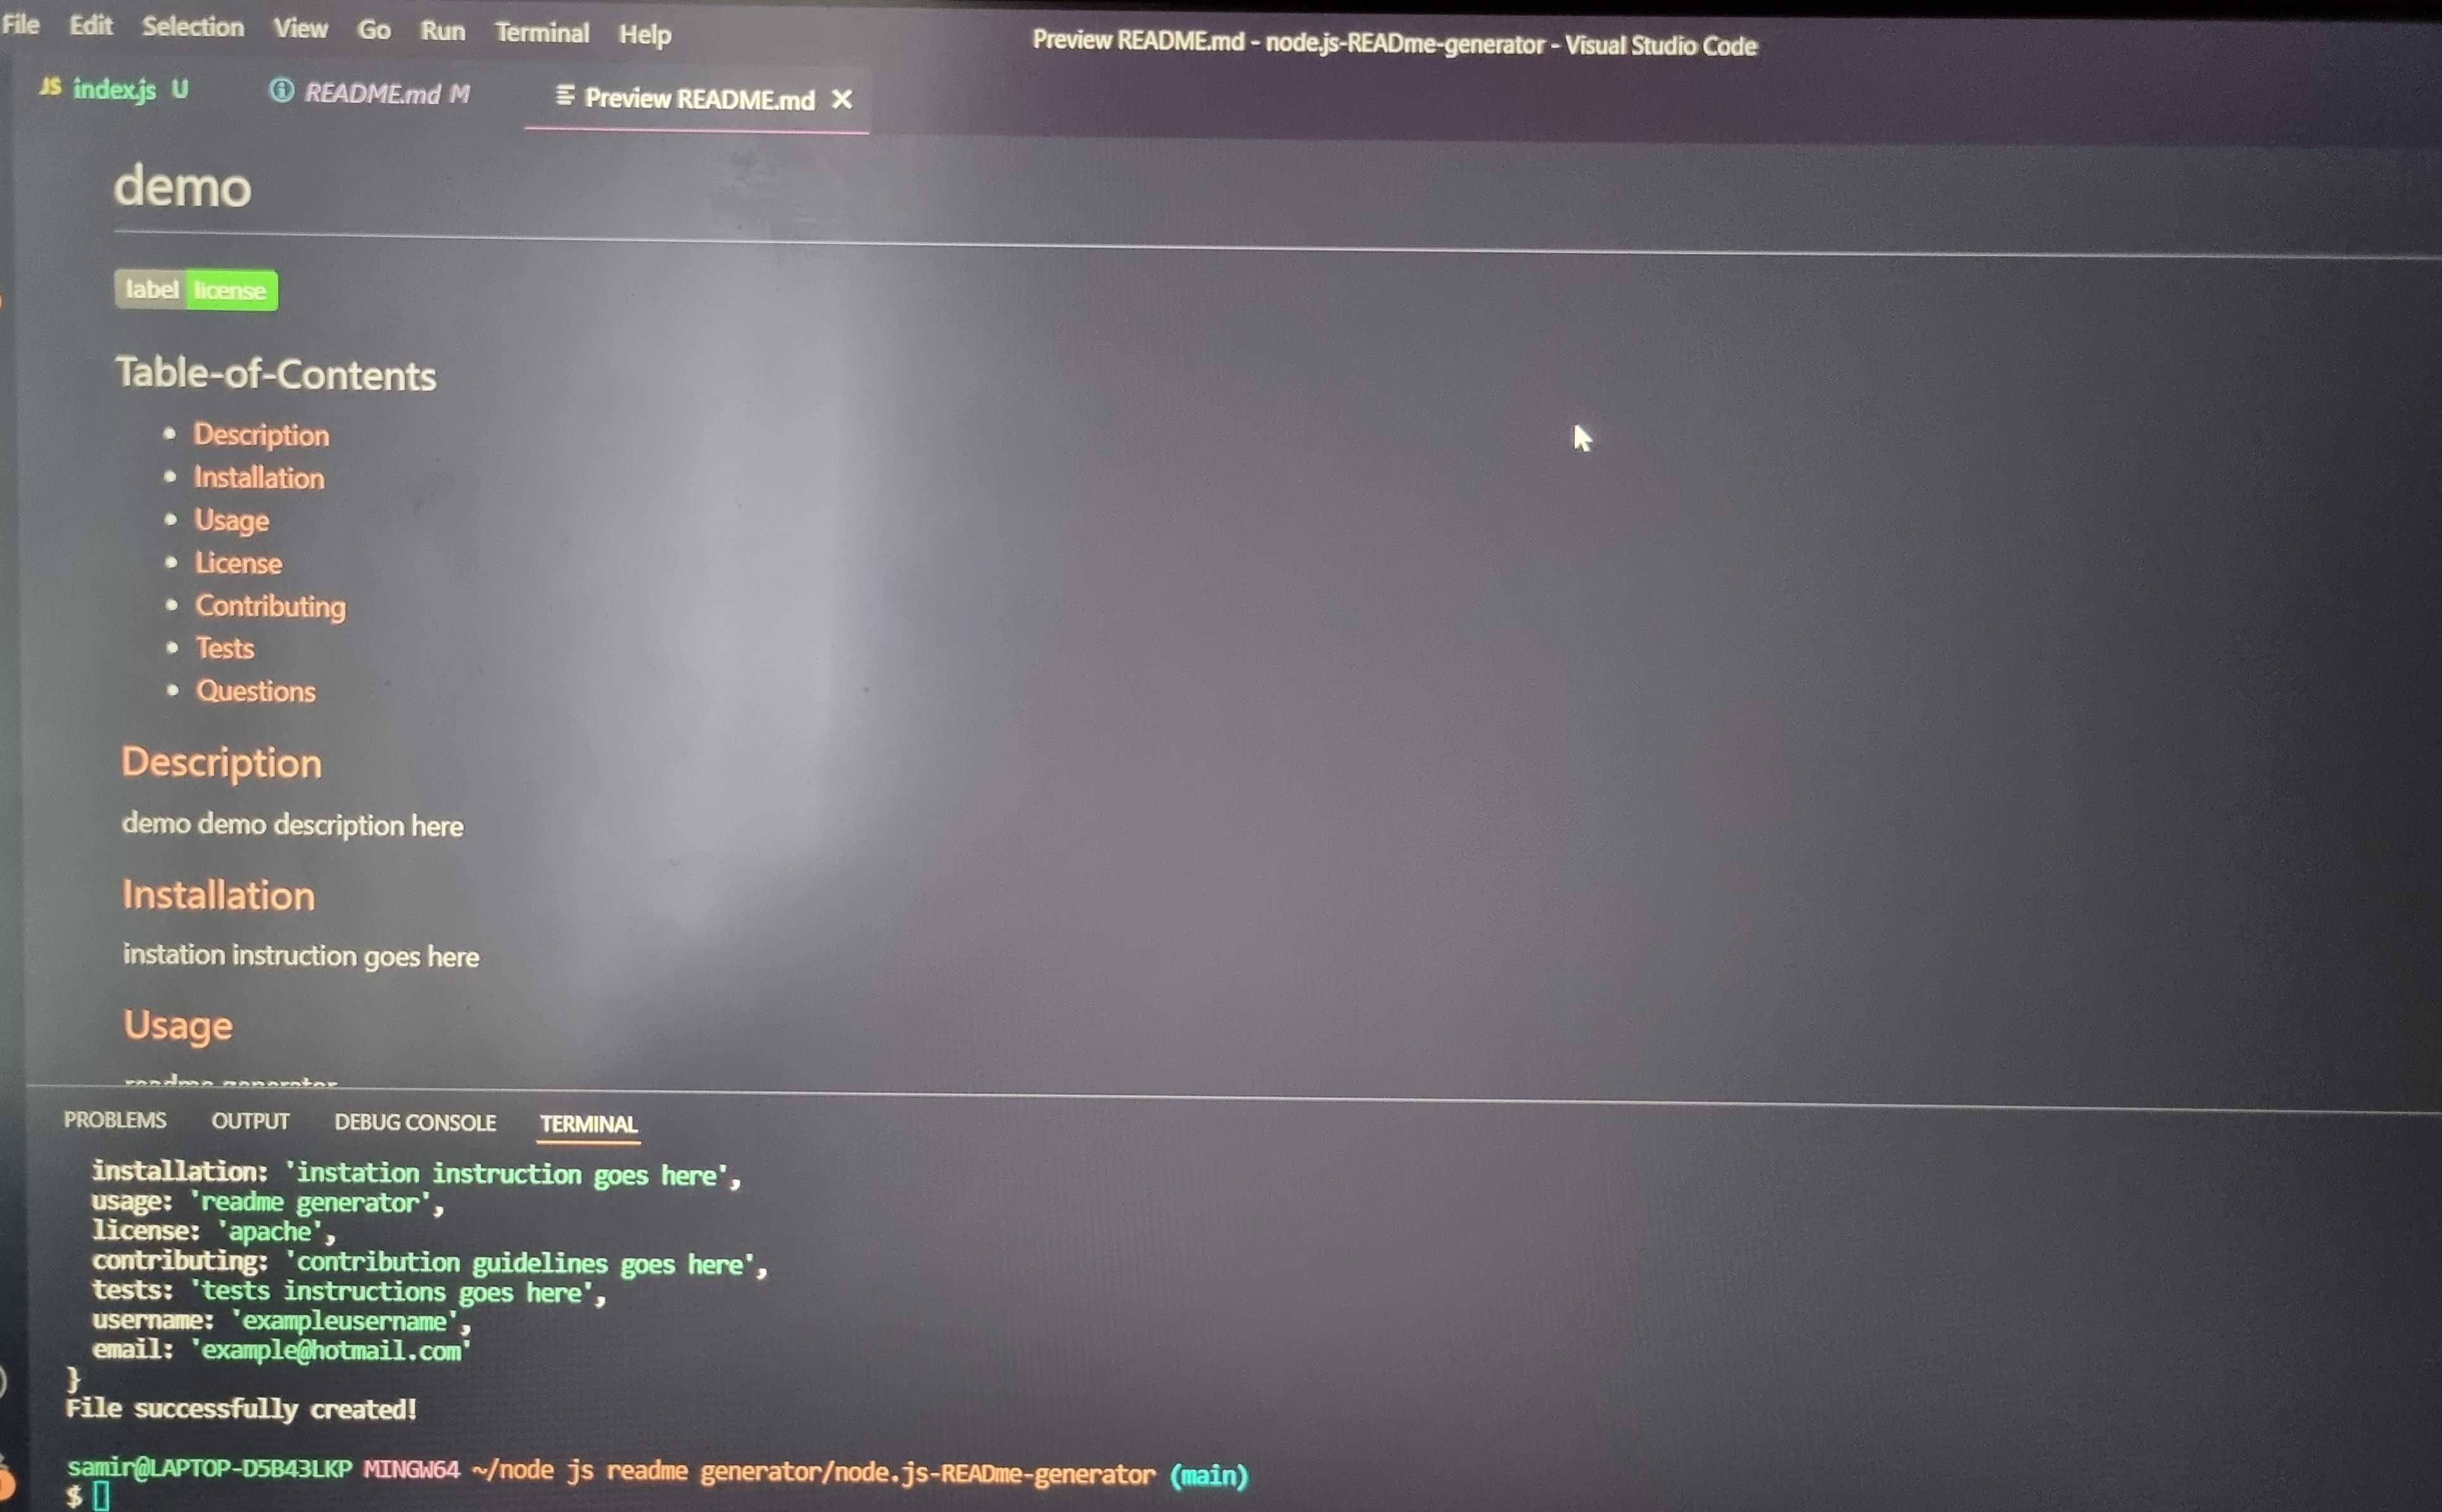 File Edit Selection View Go Run Terminal Help Preview README.md - node.js-READme-generator - Visual Studio Code
JS index.js U README.md M Preview README.md
demo
label license
Table-of-Contents
Description
Installation
Usage
License
Contributing
Tests
Questions
Description
demo demo description here
Installation
instation instruction goes here
Usage
readme generator
PROBLEMS OUTPUT DEBUG CONSOLE TERMINAL
installation: 'instation instruction goes here',
usage: 'readme generator',
license: 'apache',
contributing: 'contribution guidelines goes here',
tests: 'tests instructions goes here',
username: 'exampleusername',
email: 'example@hotmail.com'
}
File successfully created!
samir@LAPTOP-D5B43LKP MINGW64 ~/node js readme generator/node.js-READme-generator (main)
$